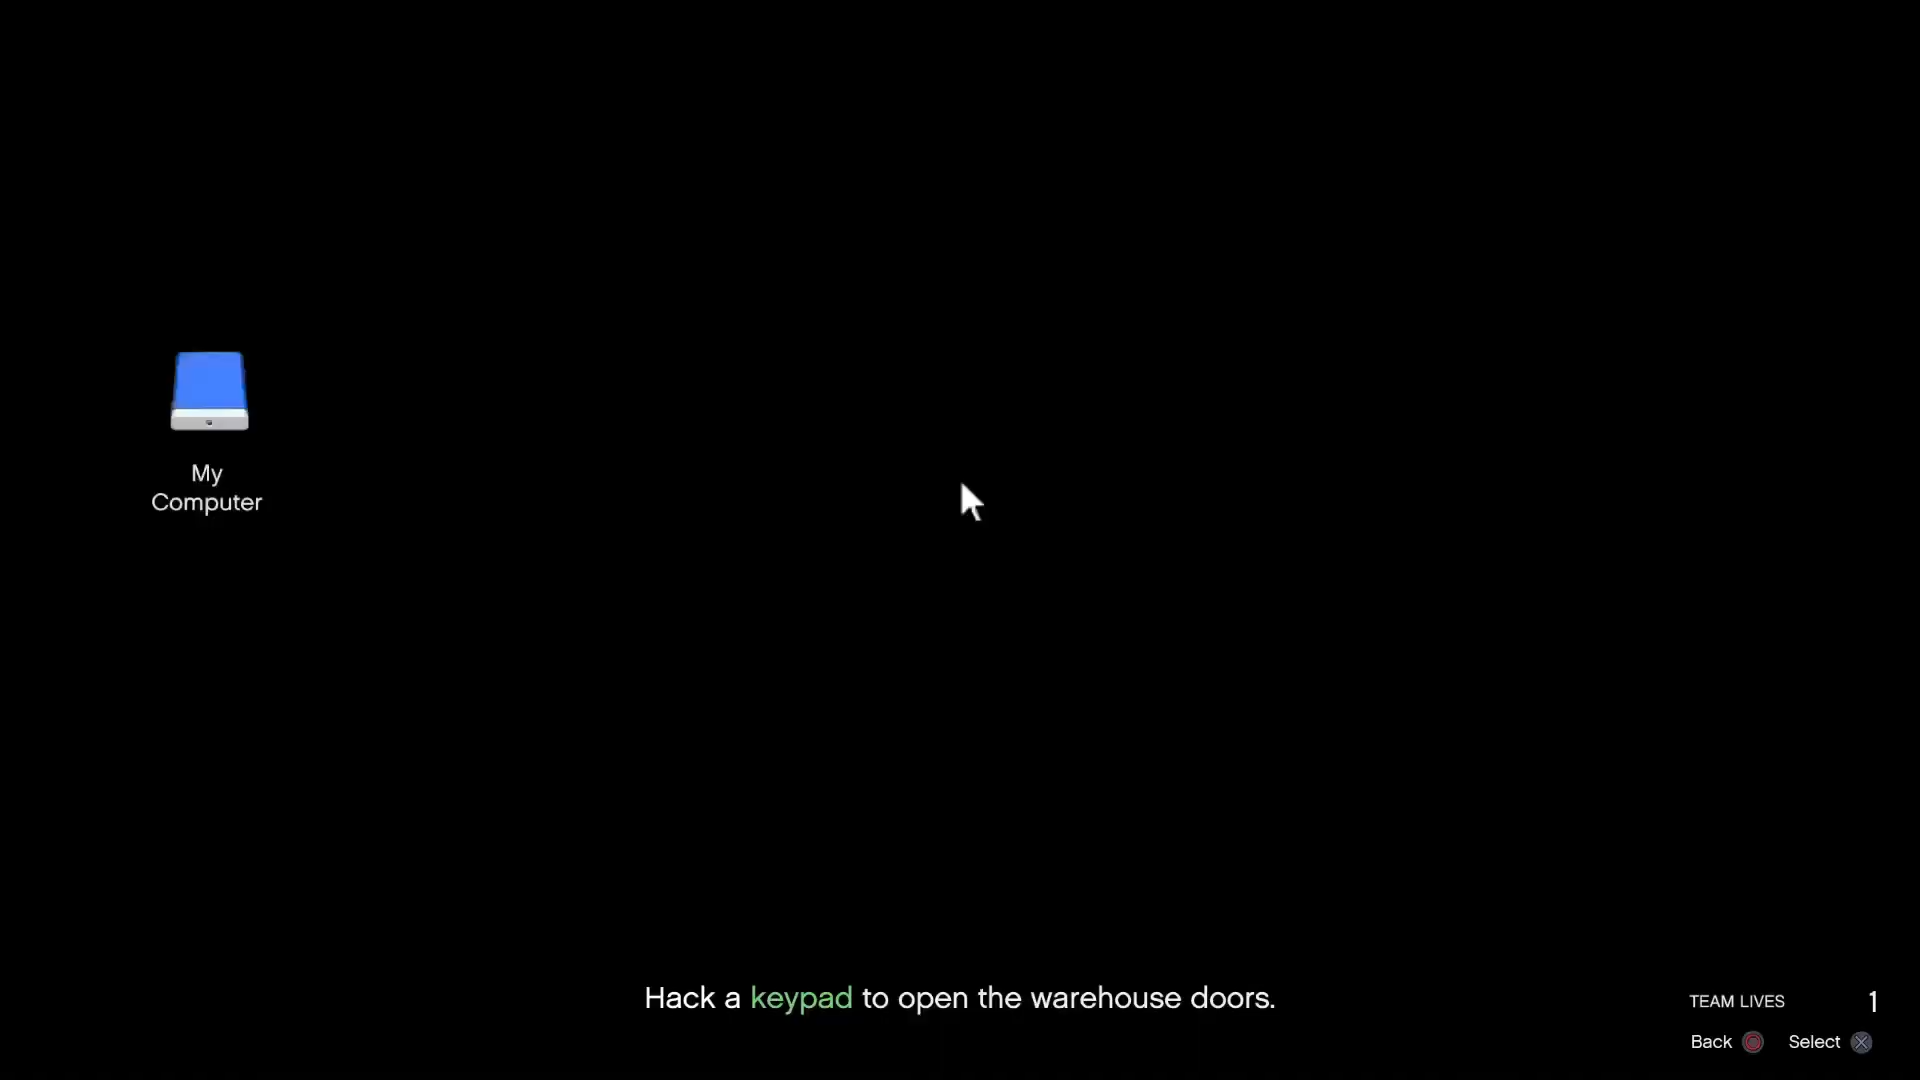 My
Computer
Hack a keypad to open the warehouse doors.
TEAM LIVES 1
Back Select